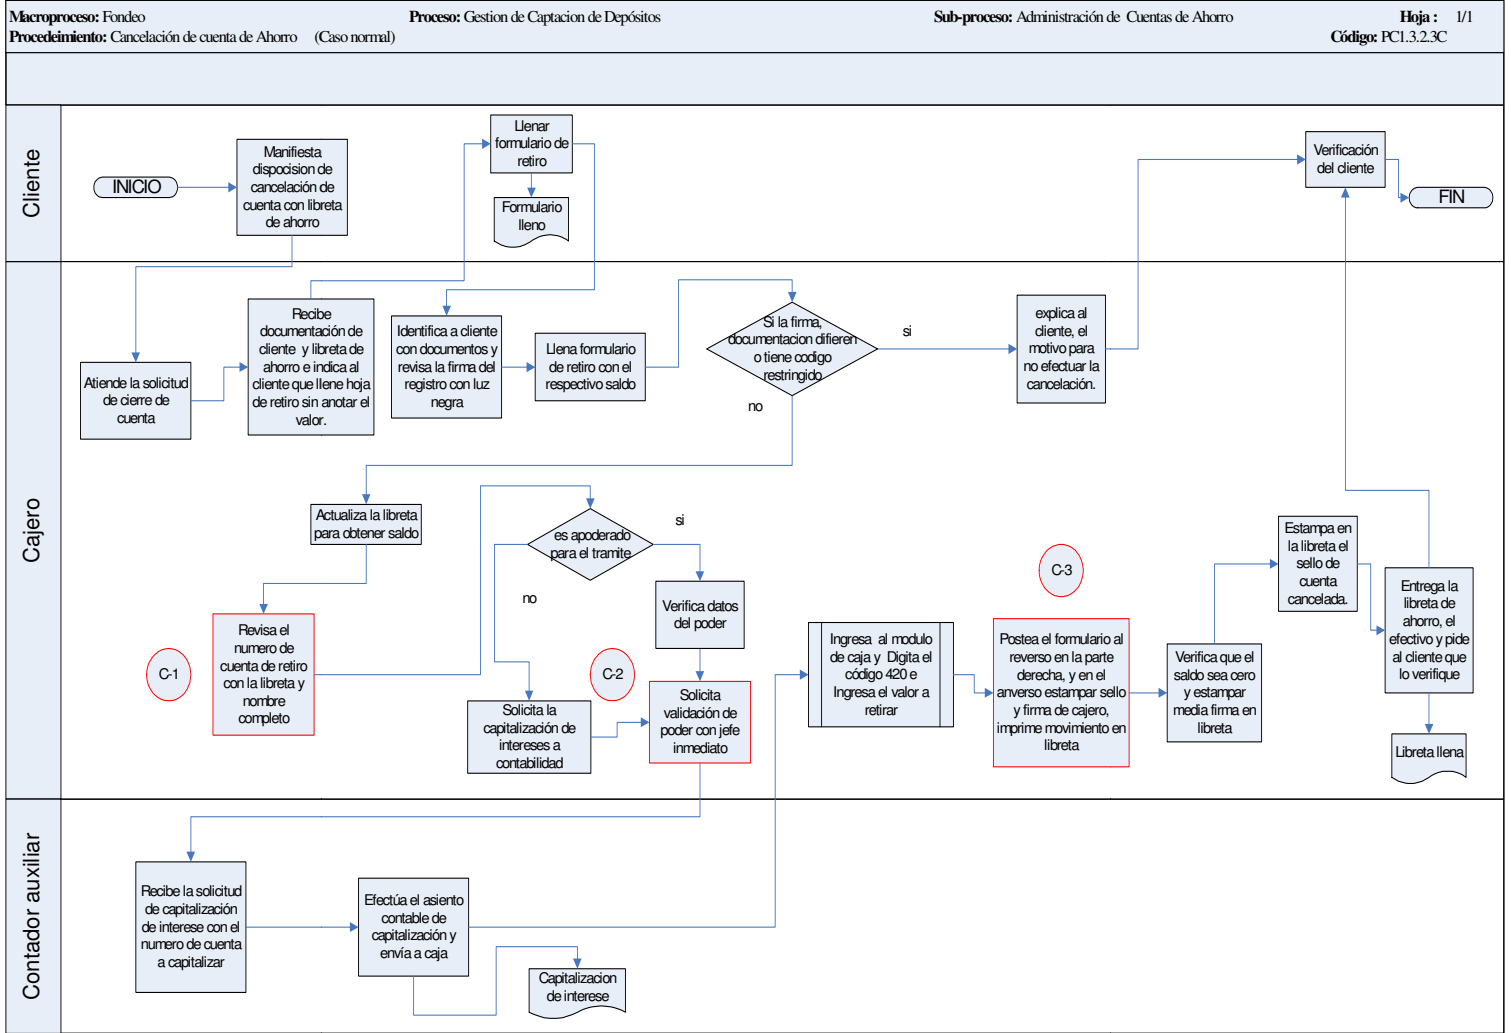 Macroproceso: Fondeo
Proceso: Gestion de Captacion de Depósitos
Sub-proceso: Administración de Cuentas de Ahorro
Hoja : 1/1
Procedeimiento: Cancelación de cuenta de Ahorro (Caso normal)
Código: PC1.3.2.3C
Cliente
INICIO
Manifiesta
disposcision de
cancelación de
cuenta con libreta
de ahorro
Llenar
formulario de
retiro
Formulario
lleno
Verificación
del cliente
FIN
Cajero
Atiende la solicitud
de cierre de
cuenta
Recibe
documentación de
cliente y libreta de
ahorro e indica al
cliente que llene hoja
de retiro sin anotar el
valor.
Identifica a cliente
con documentos y
revisa la firma del
registro con luz
negra
Llena formulario
de retiro con el
respectivo saldo
Si la firma,
documentacion difieren
o tiene codigo
restringido
si
no
explica al
cliente, el
motivo para
no efectuar la
cancelación.
Actualiza la libreta
para obtener saldo
C-1
Revisa el
numero de
cuenta de retiro
con la libreta y
nombre
completo
es apoderado
para el tramite
si
no
Verifica datos
del poder
C-2
Solicita la
capitalización de
intereses a
contabilidad
Solicita
validación de
poder con jefe
inmediato
Ingresa al modulo
de caja y Digita el
código 420 e
Ingresa el valor a
retirar
C-3
Postea el formulario al
reverso en la parte
derecha, y en el
anverso estampar sello
y firma de cajero,
imprime movimiento en
libreta
Verifica que el
saldo sea cero
y estampar
media firma en
libreta
Estampa en
la libreta el
sello de
cuenta
cancelada.
Entrega la
libreta de
ahorro, el
efectivo y pide
al cliente que
lo verifique
Libreta llena
Contador auxiliar
Recibe la solicitud
de capitalización
de interese con el
numero de cuenta
a capitalizar
Efectúa el asiento
contable de
capitalización y
envía a caja
Capitalizacion
de interese